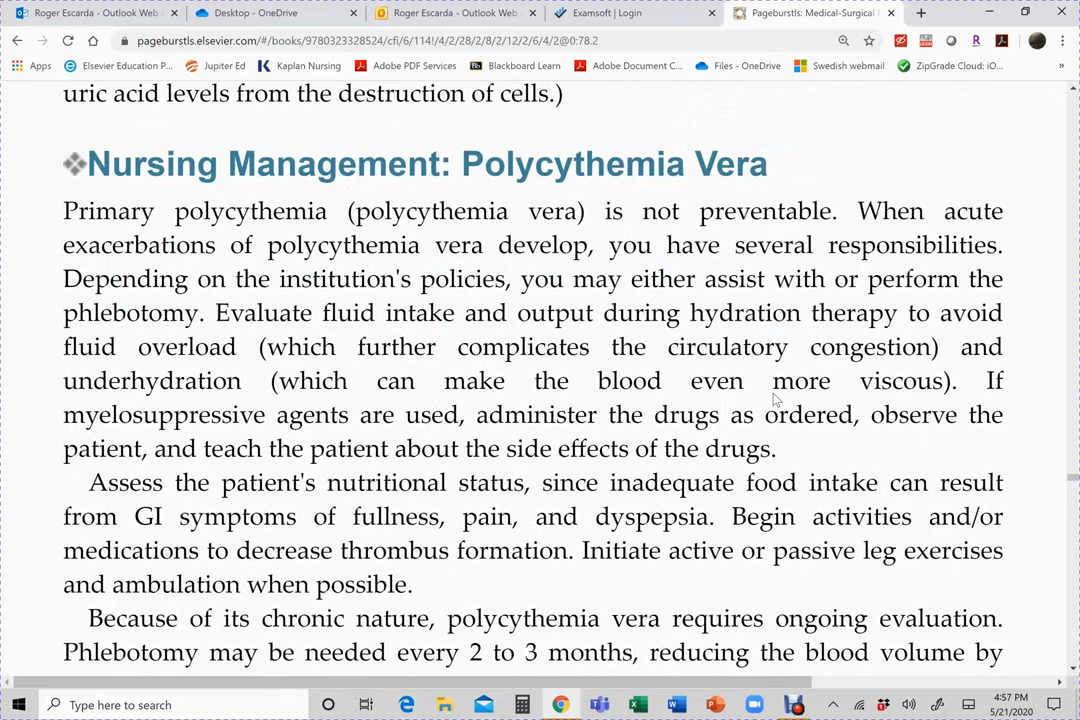 Roger Escarda - Outlook Web
Desktop - OneDrive
Roger Escarda - Outlook Web
Examsoft | Login
Pageburstls: Medical-Surgical
pageburstls.elsevier.com/#/books/9780323328524/cfi/6/114!/4/2/28/2/8/2/12/2/6/4/2@0:78.2
Apps
Elsevier Education P...
Jupiter Ed
Kaplan Nursing
Adobe PDF Services
Bb Blackboard Learn
Adobe Document C...
Files - OneDrive
Swedish webmail
ZipGrade Cloud: iO...
»
uric acid levels from the destruction of cells.)
Nursing Management: Polycythemia Vera
Primary polycythemia (polycythemia vera) is not preventable. When acute
exacerbations of polycythemia vera develop, you have several responsibilities.
Depending on the institution's policies, you may either assist with or perform the
phlebotomy. Evaluate fluid intake and output during hydration therapy to avoid
fluid overload (which further complicates the circulatory congestion) and
underhydration (which can make the blood even more viscous). If
myelosuppressive agents are used, administer the drugs as ordered, observe the
patient, and teach the patient about the side effects of the drugs.
Assess the patient's nutritional status, since inadequate food intake can result
from GI symptoms of fullness, pain, and dyspepsia. Begin activities and/or
medications to decrease thrombus formation. Initiate active or passive leg exercises
and ambulation when possible.
Because of its chronic nature, polycythemia vera requires ongoing evaluation.
Phlebotomy may be needed every 2 to 3 months, reducing the blood volume by
Type here to search
4:57 PM
5/21/2020